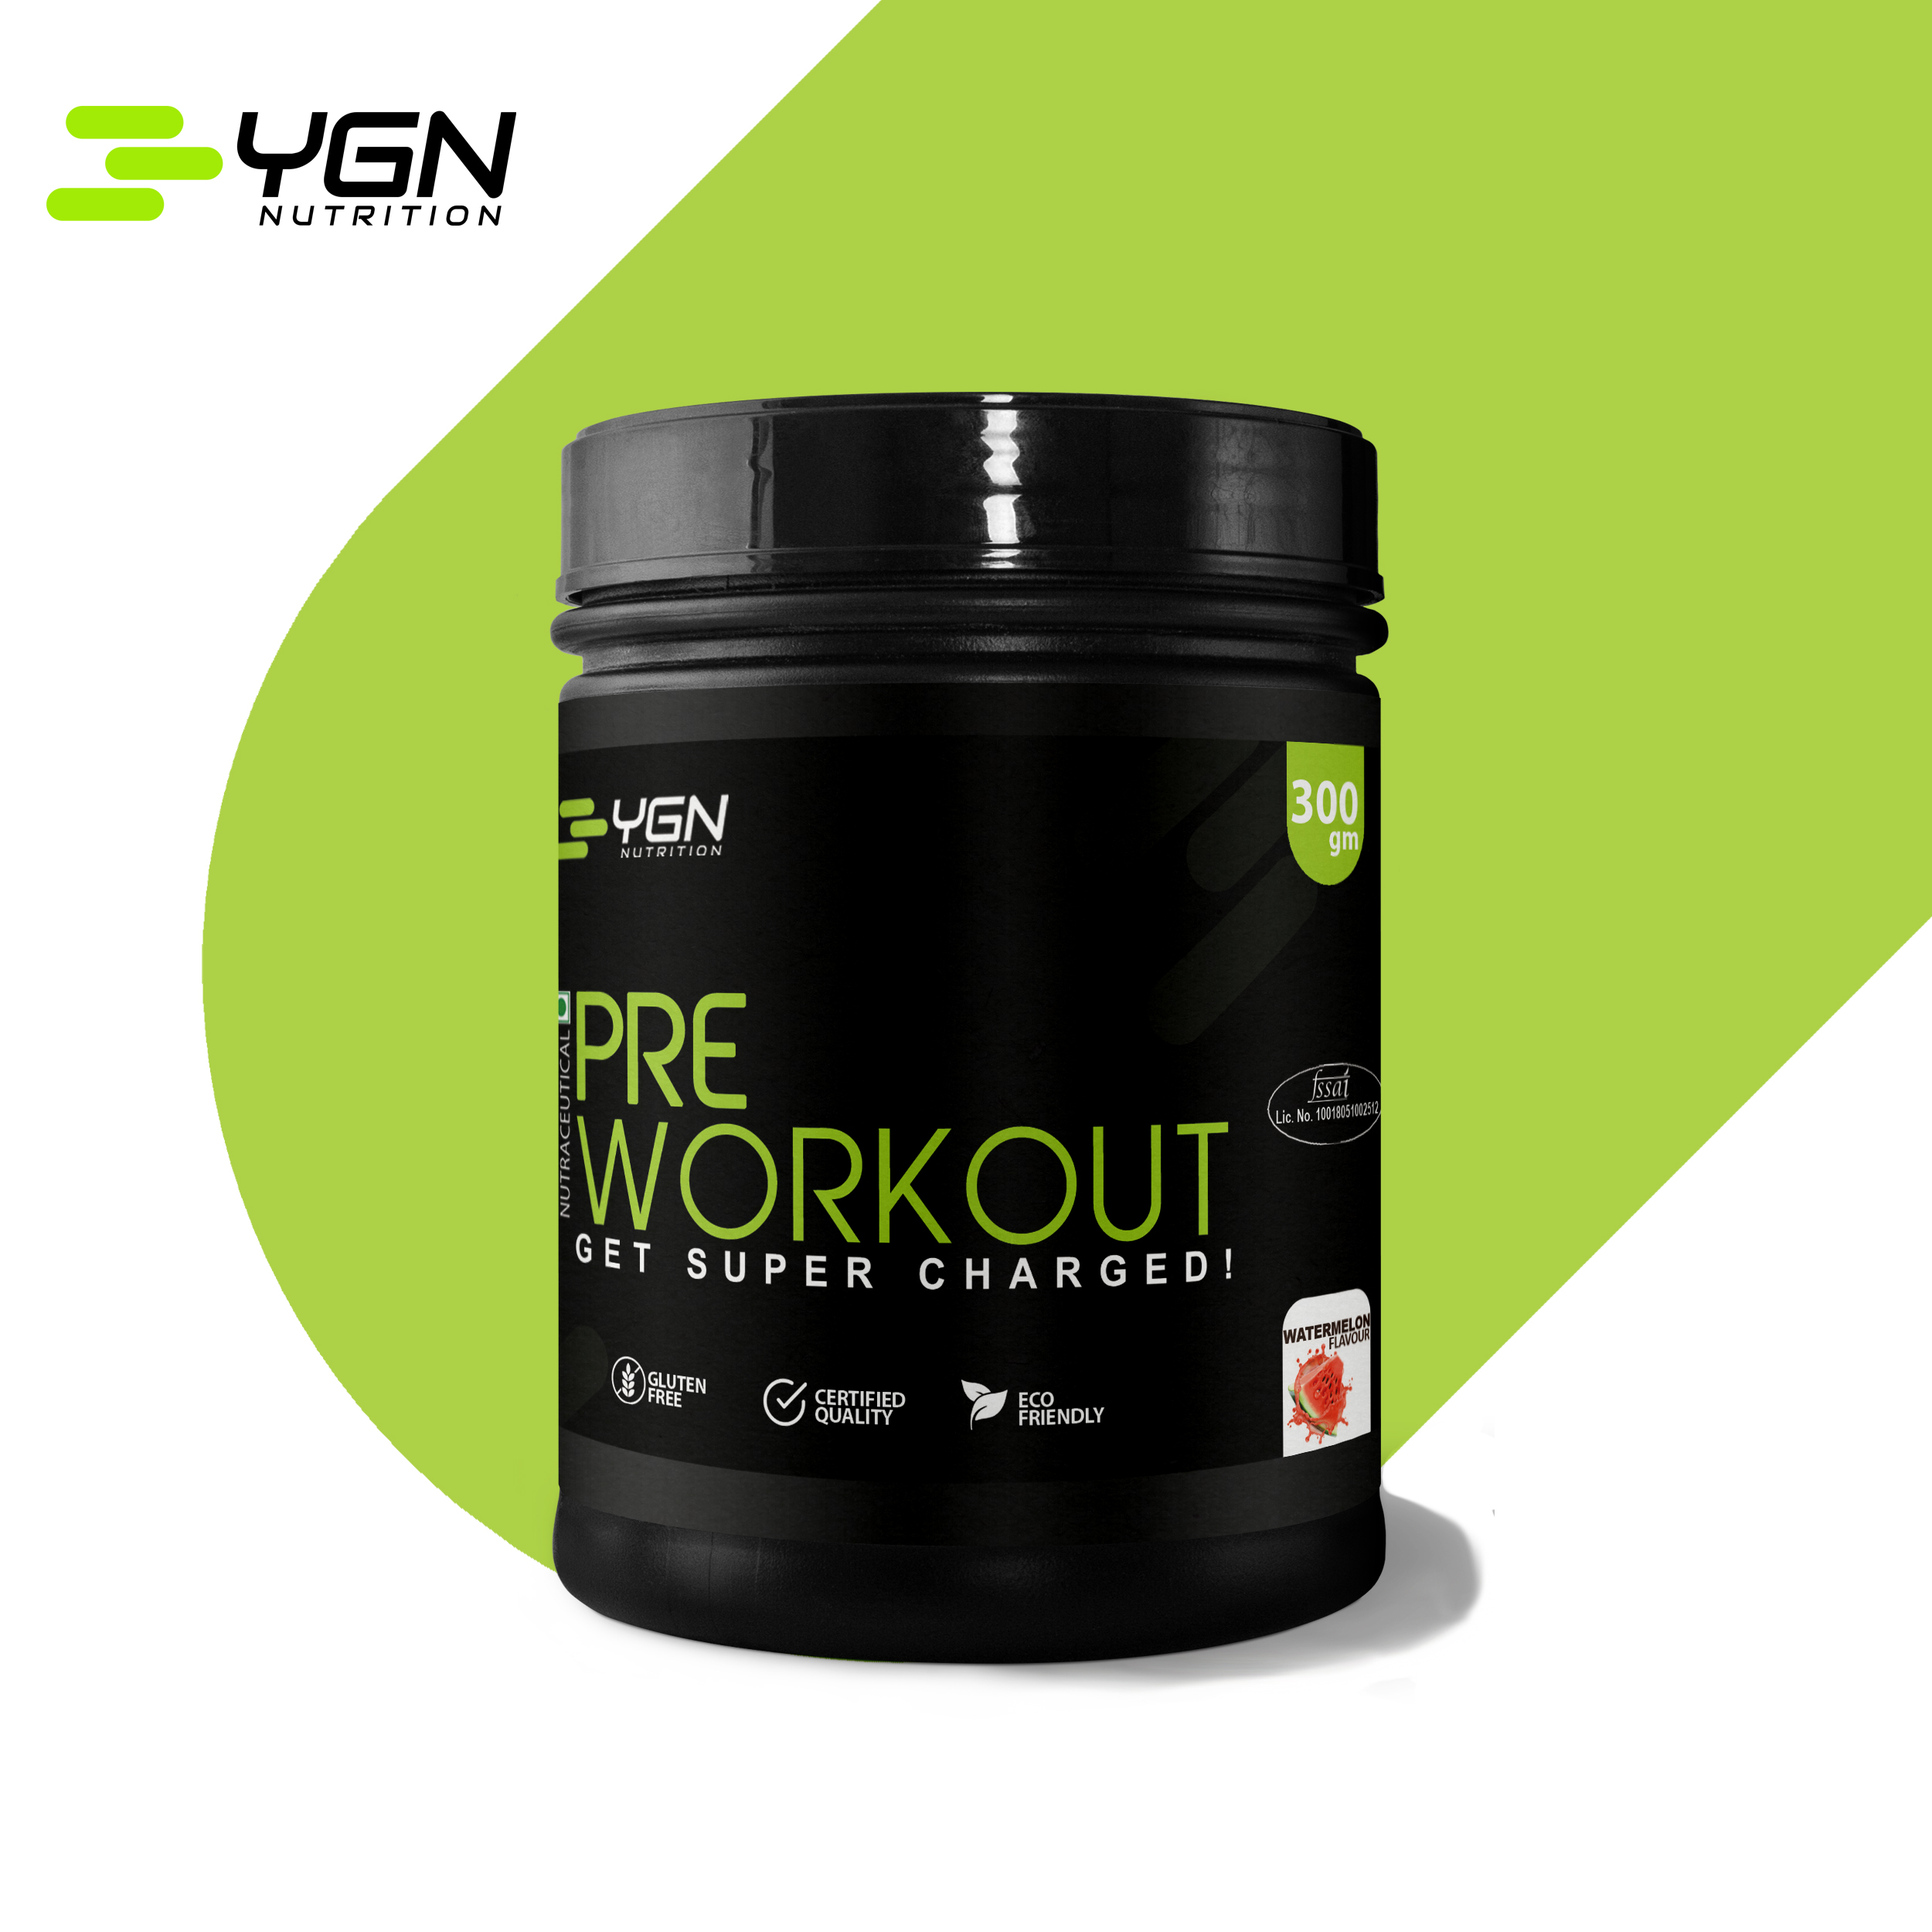 YGN
NUTRITION
YGN
NUTRITION
300
gm
NUTRACEUTICAL
PRE
WORKOUT
GET SUPER CHARGED!
fssai
Lic. No. 10018051002512
WATERMELON
FLAVOUR
GLUTEN
FREE
CERTIFIED
QUALITY
ECO
FRIENDLY